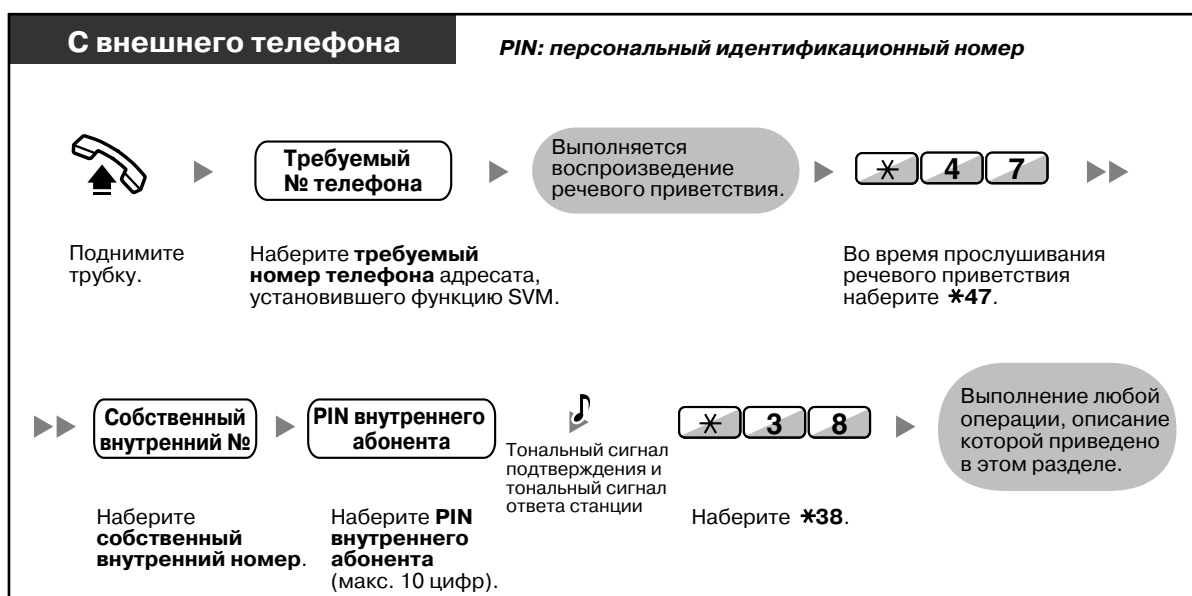 С внешнего телефона
PIN: персональный идентификационный номер
Требуемый
№ телефона
Выполняется
воспроизведение
речевого приветствия.
* 4 7
Поднимите
трубку.
Наберите требуемый
номер телефона адресата,
установившего функцию SVM.
Во время прослушивания
речевого приветствия
наберите *47.
Собственный
внутренний №
PIN внутреннего
абонента
Тональный сигнал
подтверждения и
тональный сигнал
ответа станции
* 3 8
Выполнение любой
операции, описание
которой приведено
в этом разделе.
Наберите
собственный
внутренний номер.
Наберите PIN
внутреннего
абонента
(макс. 10 цифр).
Наберите *38.